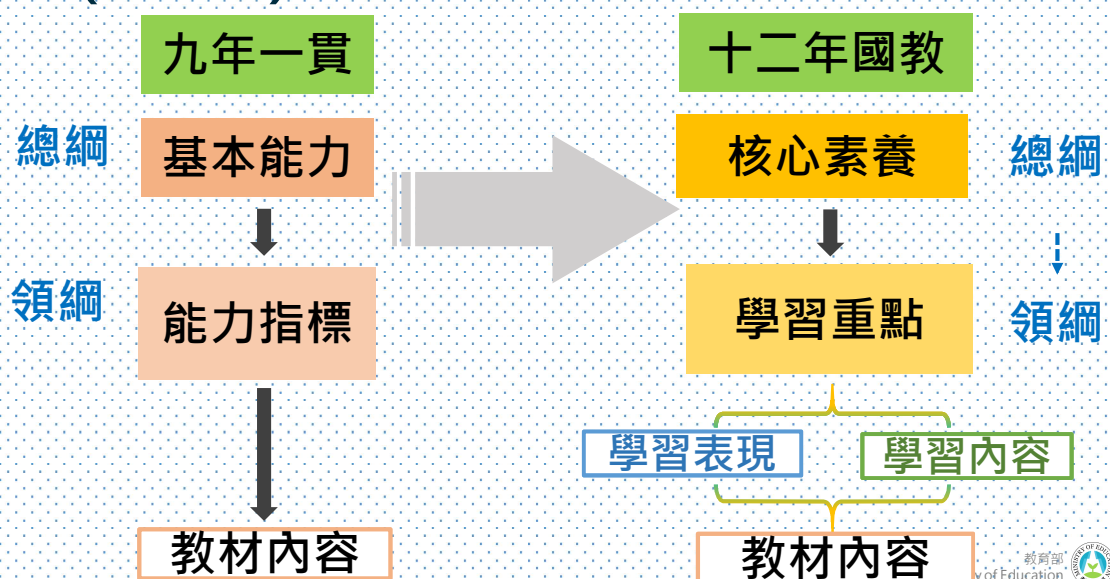 九年一貫
十二年國教
總綱
基本能力
核心素養
總綱
領綱
能力指標
學習重點
領綱
學習表現
學習內容
教材內容
教材內容
教育部
of Education